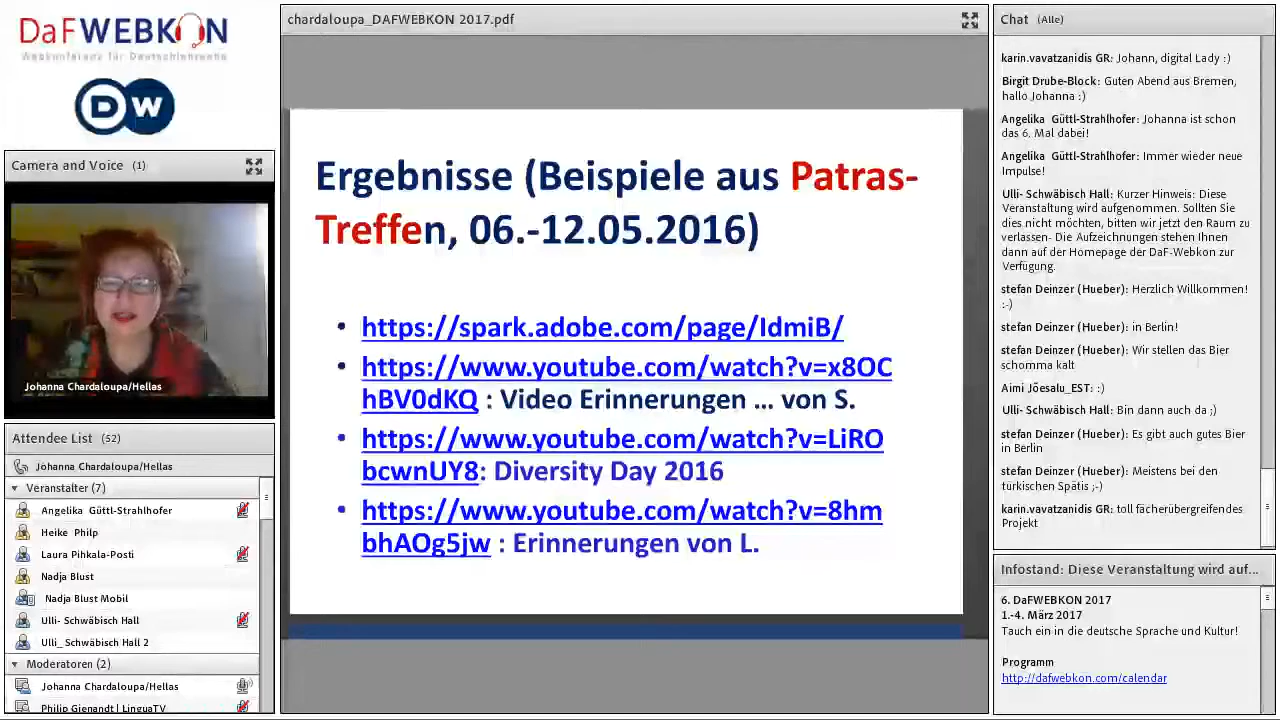 DaFWEBKON
Webkonferenz für Deutschlernende
DW
Camera and Voice (1)
Johanna Chardaloupa/Hellas
Attendee List (52)
Johanna Chardaloupa/Hellas
Veranstalter (7)
Angelika Güttl-Strahlhofer
Heike Philp
Laura Pihkala-Posti
Nadja Blust
Nadja Blust Mobil
Ulli- Schwäbisch Hall
Ulli_ Schwäbisch Hall 2
Moderatoren (2)
Johanna Chardaloupa/Hellas
Philip Gienandt | LinguaTV
chardaloupa_DAFWEBKON 2017.pdf
Ergebnisse (Beispiele aus Patras-
Treffen, 06.-12.05.2016)
• https://spark.adobe.com/page/IdmiB/
• https://www.youtube.com/watch?v=x8OC
hBV0dKQ : Video Erinnerungen ... von S.
• https://www.youtube.com/watch?v=LiRO
bcwnUY8: Diversity Day 2016
• https://www.youtube.com/watch?v=8hm
bhAOg5jw : Erinnerungen von L.
Chat (Alle)
karin.vavatzanidis GR: Johann, digital Lady :)
Birgit Drube-Block: Guten Abend aus Bremen,
hallo Johanna :)
Angelika Güttl-Strahlhofer: Johanna ist schon
das 6. Mal dabei!
Angelika Güttl-Strahlhofer: Immer wieder neue
Impulse!
Ulli- Schwäbisch Hall: Kurzer Hinweis: Diese
Veranstaltung wird aufgenommen. Sollten Sie
dies nicht möchten, bitten wir jetzt den Raum zu
verlassen- Die Aufzeichnungen stehen Ihnen
dann auf der Homepage der DaF-Webkon zur
Verfügung.
stefan Deinzer (Hueber): Herzlich Willkommen!
:-)
stefan Deinzer (Hueber): in Berlin!
stefan Deinzer (Hueber): Wir stellen das Bier
schomma kalt
Aimi Jõesalu_EST: :)
Ulli- Schwäbisch Hall: Bin dann auch da ;)
stefan Deinzer (Hueber): Es gibt auch gutes Bier
in Berlin
stefan Deinzer (Hueber): Meistens bei den
türkischen Spätis ;-)
karin.vavatzanidis GR: toll fächerübergreifendes
Projekt
Infostand: Diese Veranstaltung wird auf...
6. DaFWEBKON 2017
1.-4. März 2017
Tauch ein in die deutsche Sprache und Kultur!
Programm
http://dafwebkon.com/calendar